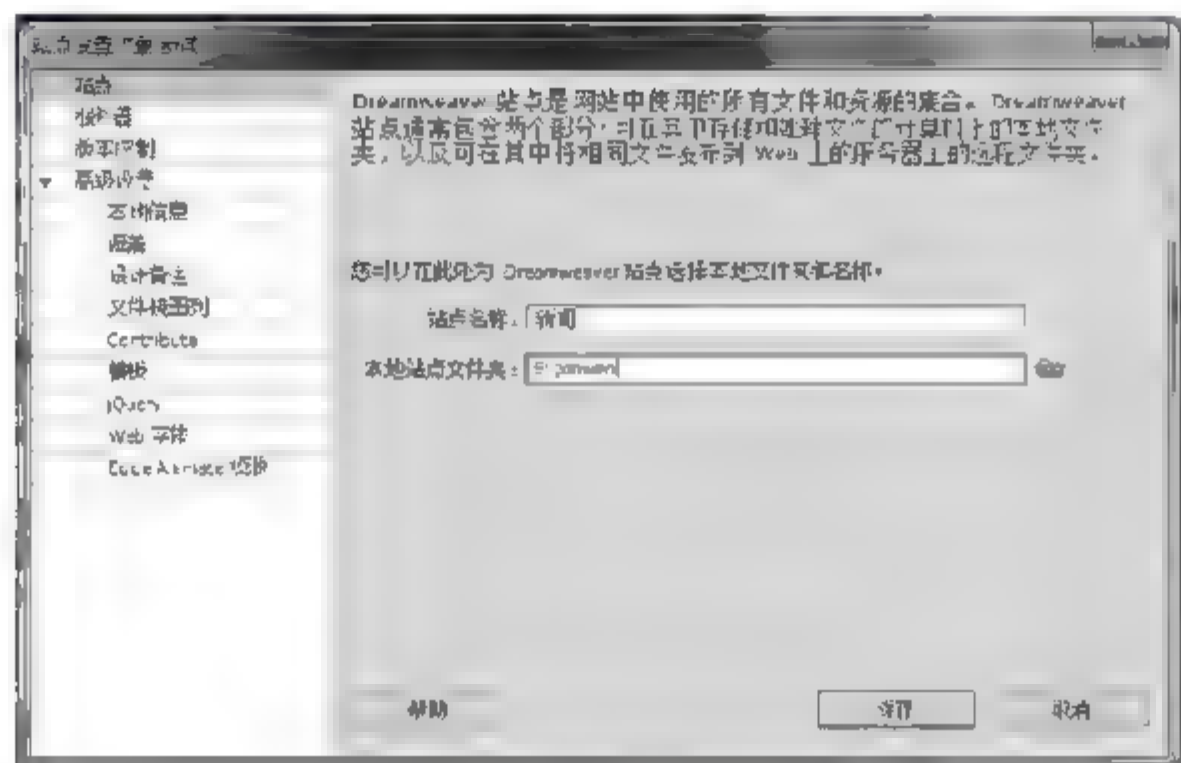 站点设置对象
站点
服务器
版本控制
高级设置
本地信息
遮盖
设计备注
文件视图列
Contribute
模板
jQuery
Web 字体
Edge Animate
Dreamweaver 站点是网站中使用的所有文件和资源的集合。Dreamweaver
站点通常包含两个部分：可在其中存储和处理文件的计算机上的本地文件
夹，以及可在其中将相同文件发布到 Web 上的服务器上的远程文件夹。
您可以在此处为 Dreamweaver 站点选择本地文件夹和名称。
站点名称：
本地站点文件夹：
帮助
保存
取消